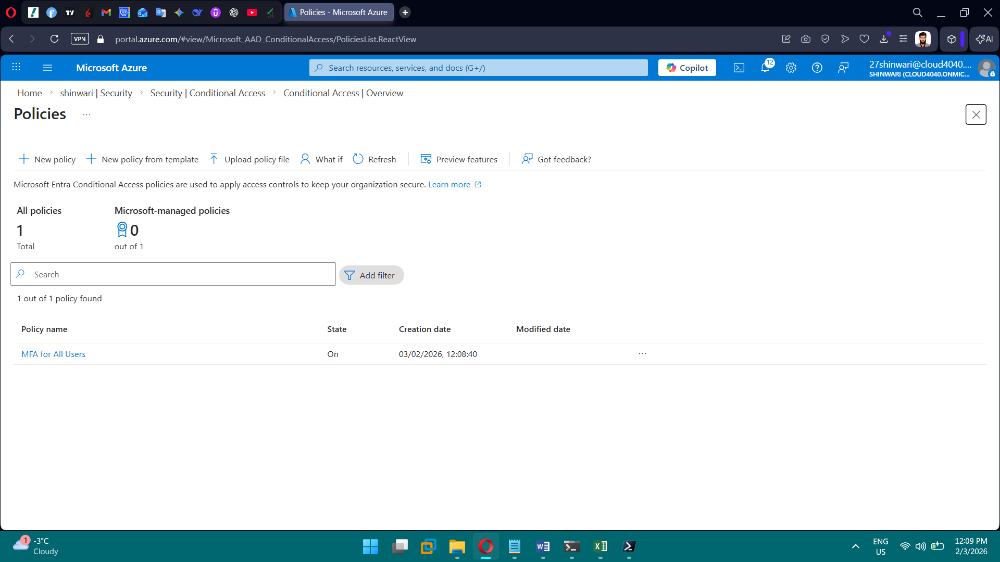 Policies - Microsoft Azure
VPN
portal.azure.com/#view/Microsoft_AAD_ConditionalAccess/PoliciesList.ReactView
AI
Microsoft Azure
Search resources, services, and docs (G+/)
Copilot
12
27shinwari@cloud4040....
SHINWARI (CLOUD4040.ONMIC...
Home > shinwari | Security > Security | Conditional Access > Conditional Access | Overview
Policies ...
New policy
New policy from template
Upload policy file
What if
Refresh
Preview features
Got feedback?
Microsoft Entra Conditional Access policies are used to apply access controls to keep your organization secure. Learn more
All policies
1
Total
Microsoft-managed policies
0
out of 1
Search
Add filter
1 out of 1 policy found
Policy name State Creation date Modified date
MFA for All Users On 03/02/2026, 12:08:40 ...
1
-3°C
Cloudy
ENG
US
12:09 PM
2/3/2026